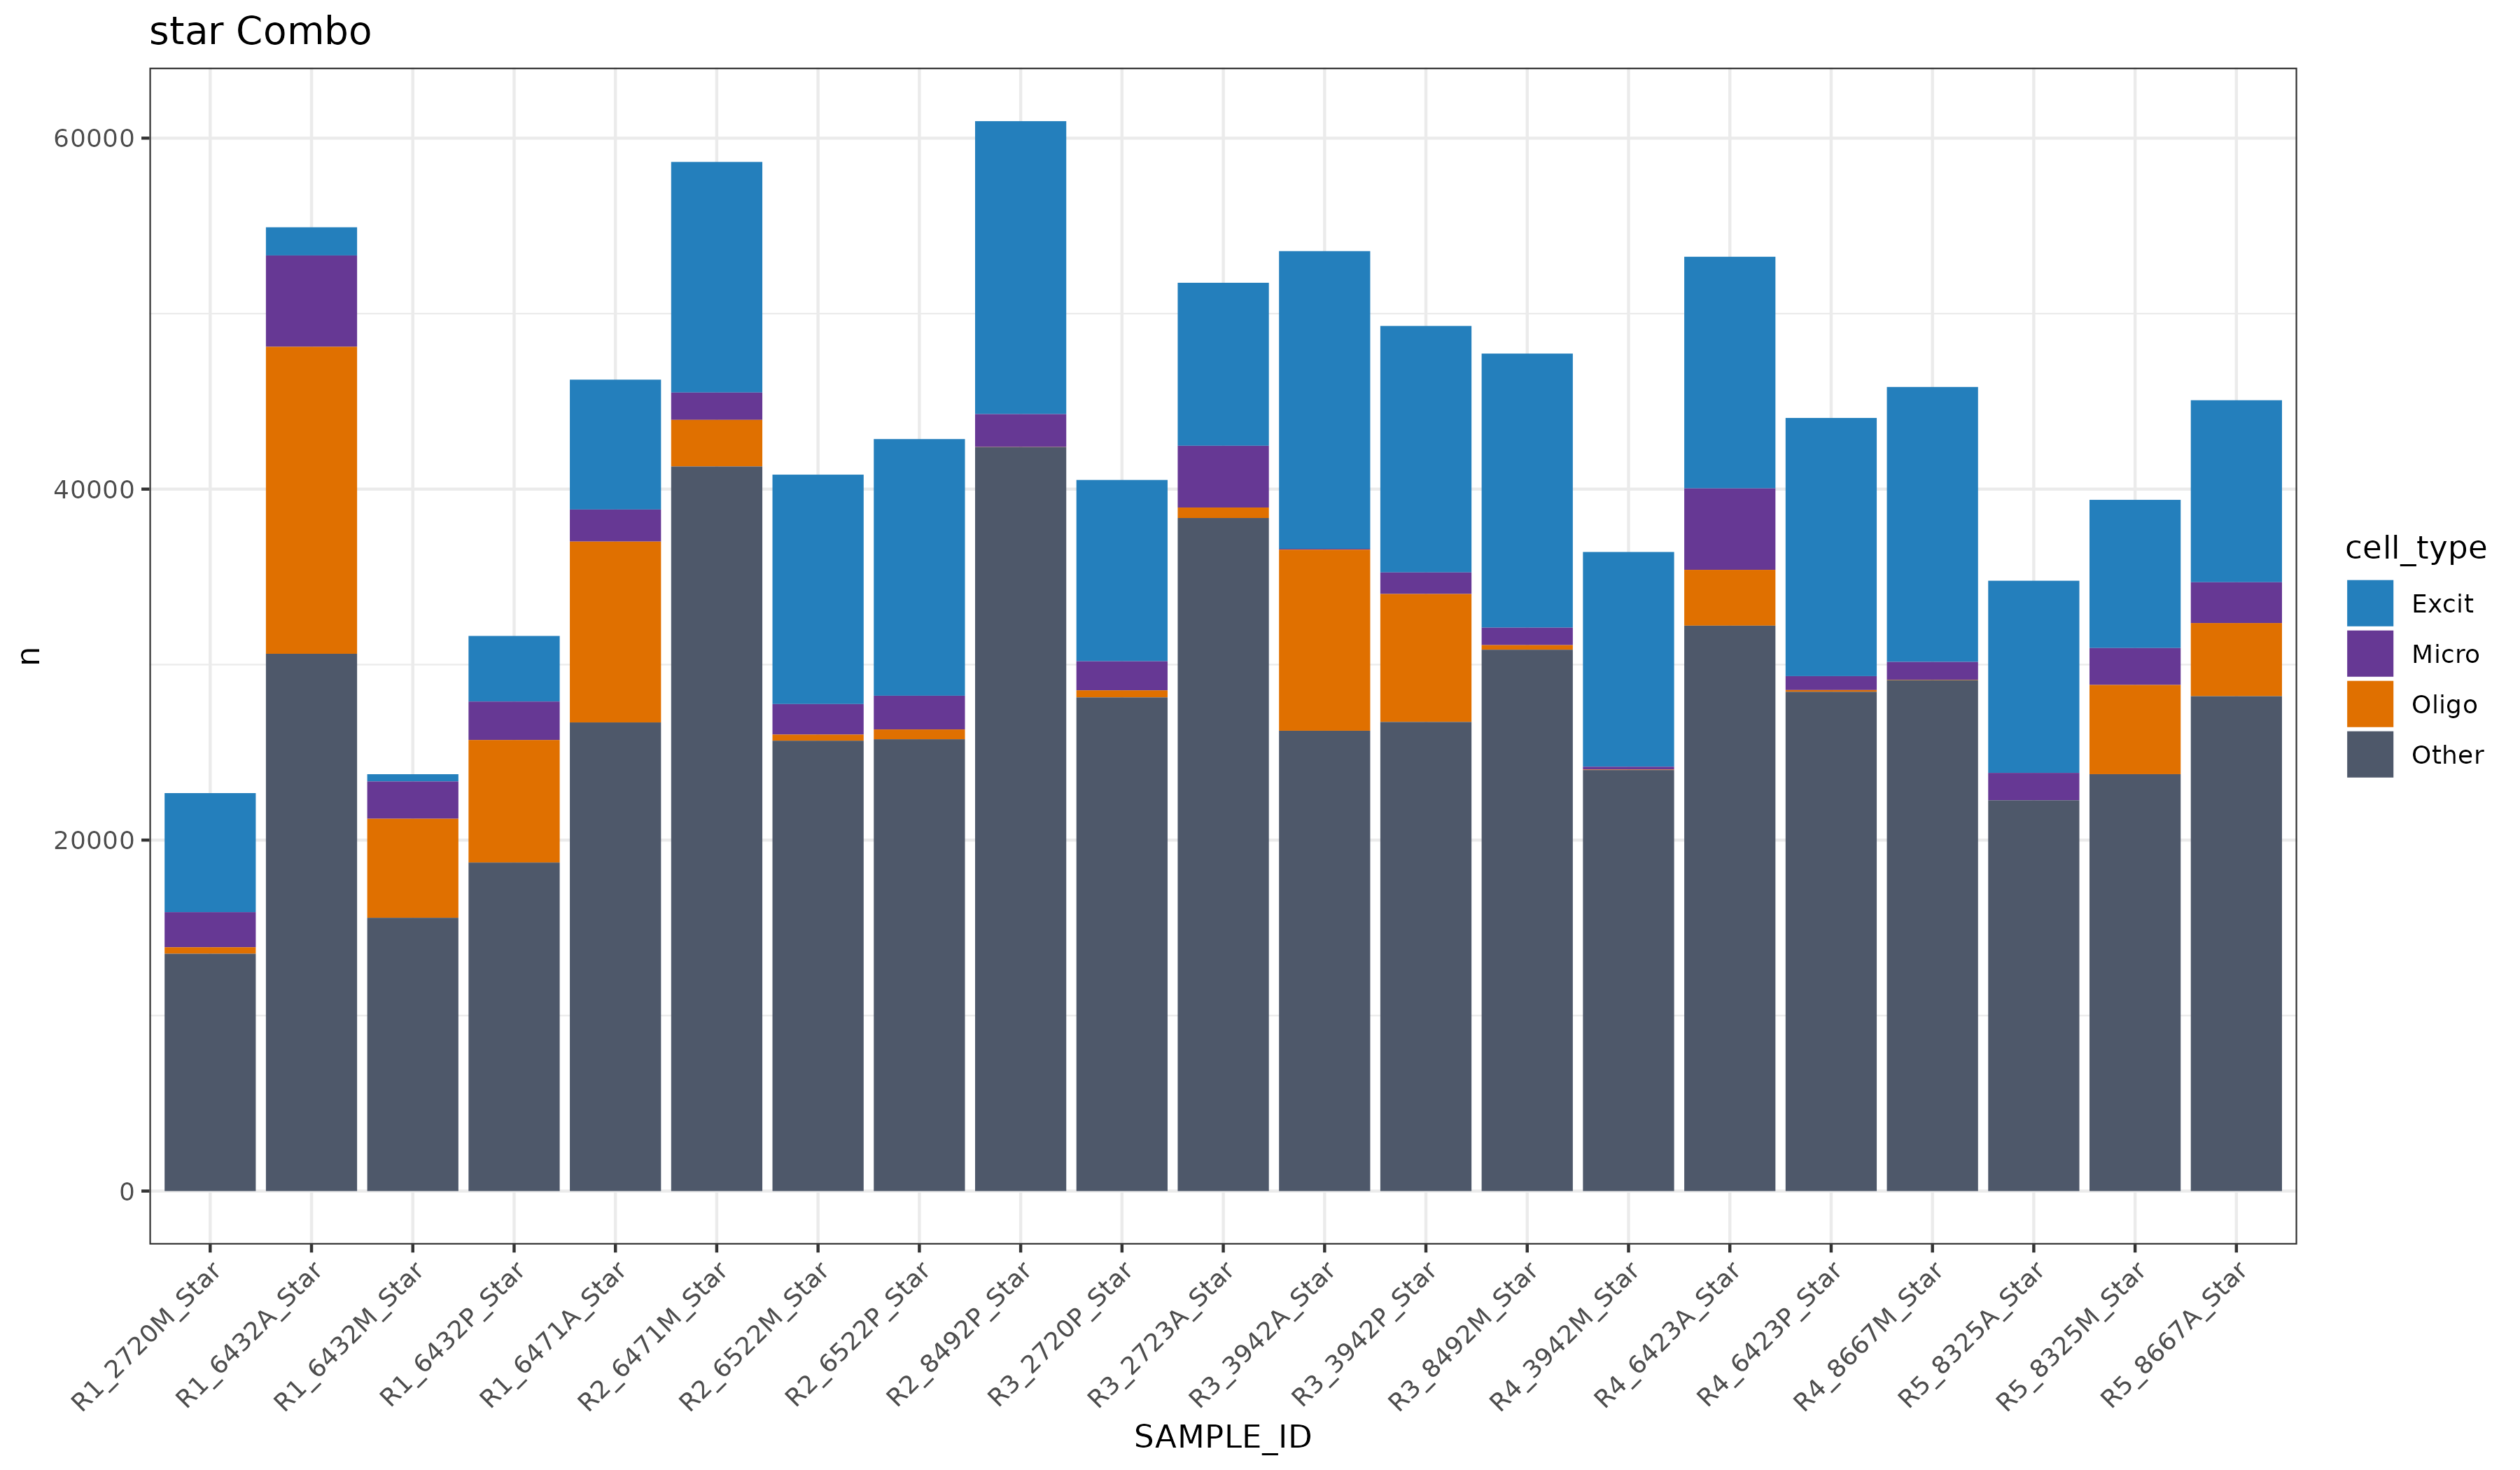 star Combo
60000
40000
20000
0
n
R1_2720M_Star
R1_6432A_Star
R1_6432M_Star
R1_6432P_Star
R1_6471A_Star
R2_6471M_Star
R2_6522M_Star
R2_6522P_Star
R2_8492P_Star
R3_2720P_Star
R3_2723A_Star
R3_3942A_Star
R3_3942P_Star
R3_8492M_Star
R4_3942M_Star
R4_6423A_Star
R4_6423P_Star
R4_8667M_Star
R5_8325A_Star
R5_8325M_Star
R5_8667A_Star
SAMPLE_ID
cell_type
Excit
Micro
Oligo
Other